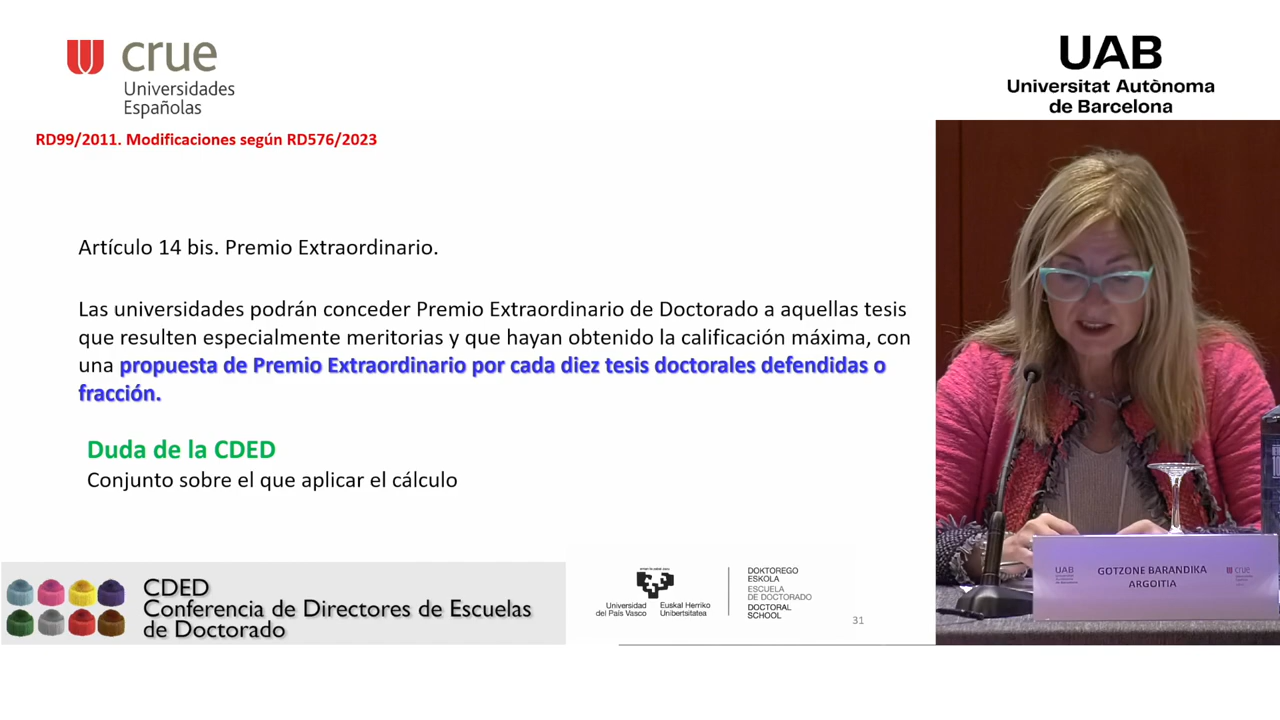 crue
Universidades
Españolas
UAB
Universitat Autònoma
de Barcelona
RD99/2011. Modificaciones según RD576/2023
Artículo 14 bis. Premio Extraordinario.
Las universidades podrán conceder Premio Extraordinario de Doctorado a aquellas tesis
que resulten especialmente meritorias y que hayan obtenido la calificación máxima, con
una propuesta de Premio Extraordinario por cada diez tesis doctorales defendidas o
fracción.
Duda de la CDED
Conjunto sobre el que aplicar el cálculo
CDED
Conferencia de Directores de Escuelas
de Doctorado
Universidad del País Vasco
Euskal Herriko Unibertsitatea
DOKTOREGO
ESKOLA
ESCUELA
DE DOCTORADO
DOCTORAL
SCHOOL
31
UAB
GOTZONE BARANDIKA
ARGOITIA
crue